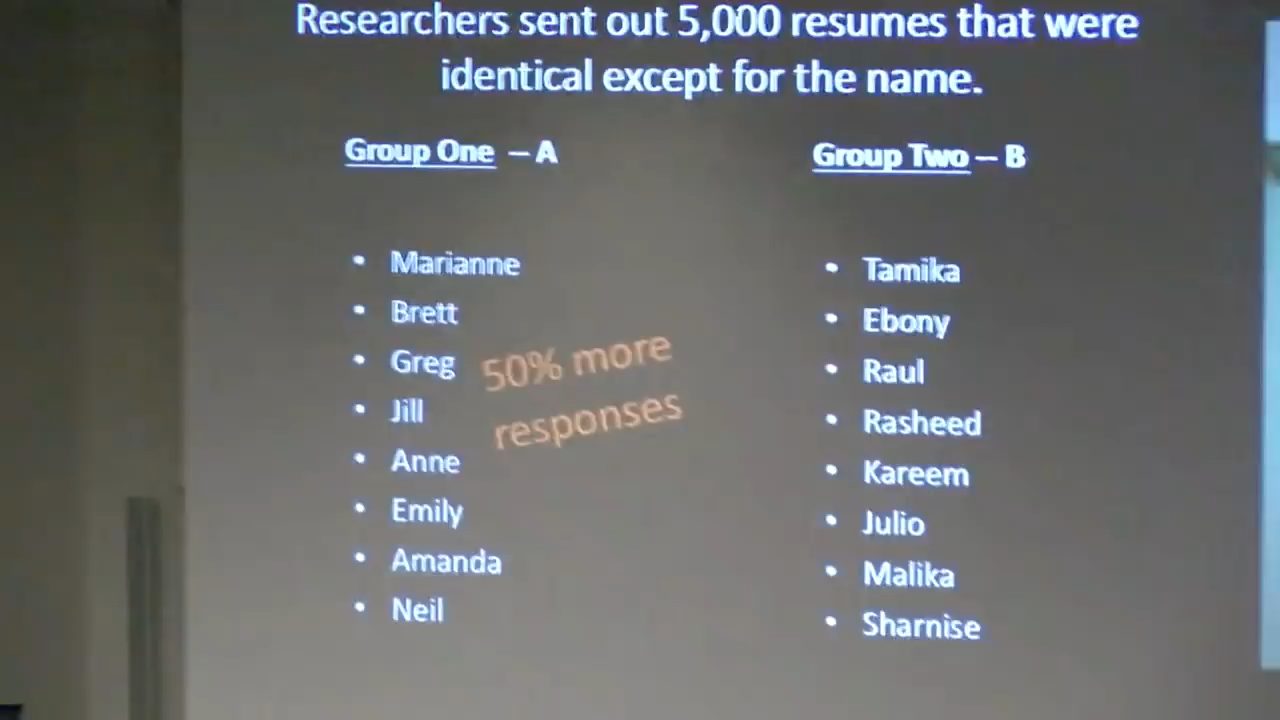 Researchers sent out 5,000 resumes that were
identical except for the name.
Group One – A
• Marianne
• Brett
• Greg
• Jill
• Anne
• Emily
• Amanda
• Neil
50% more
responses
Group Two – B
• Tamika
• Ebony
• Raul
• Rasheed
• Kareem
• Julio
• Malika
• Sharnise